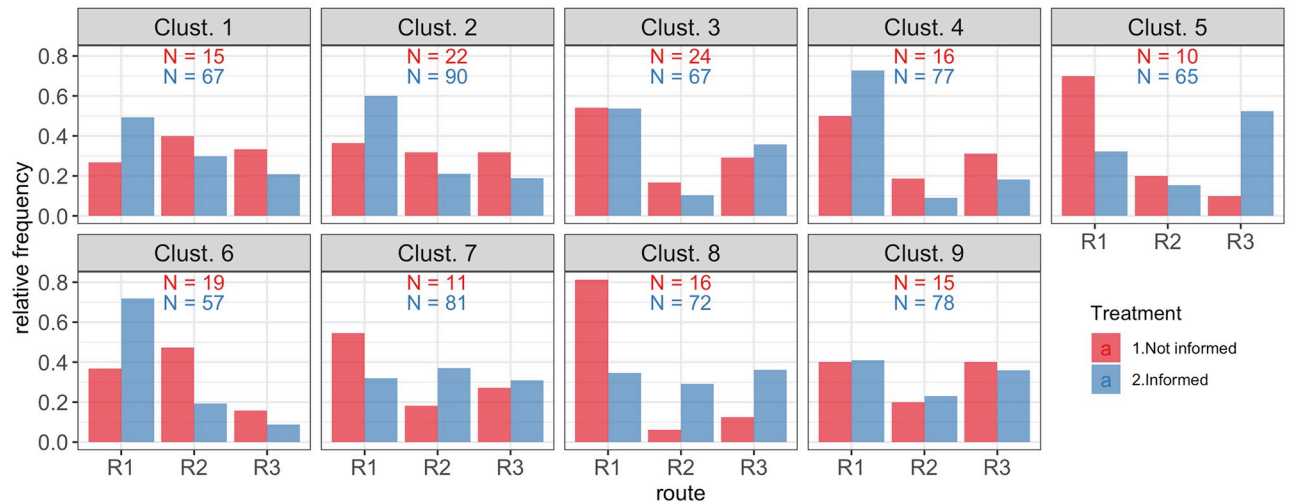 Clust. 1 Clust. 2 Clust. 3 Clust. 4 Clust. 5
N = 15 N = 22 N = 24 N = 16 N = 10
N = 67 N = 90 N = 67 N = 77 N = 65
0.8
0.6
0.4
0.2
0.0
R1 R2 R3
Clust. 6 Clust. 7 Clust. 8 Clust. 9
N = 19 N = 11 N = 16 N = 15
N = 57 N = 81 N = 72 N = 78
0.8
0.6
0.4
0.2
0.0
R1 R2 R3 R1 R2 R3 R1 R2 R3 R1 R2 R3
relative frequency
route
Treatment
a 1.Not informed
a 2.Informed